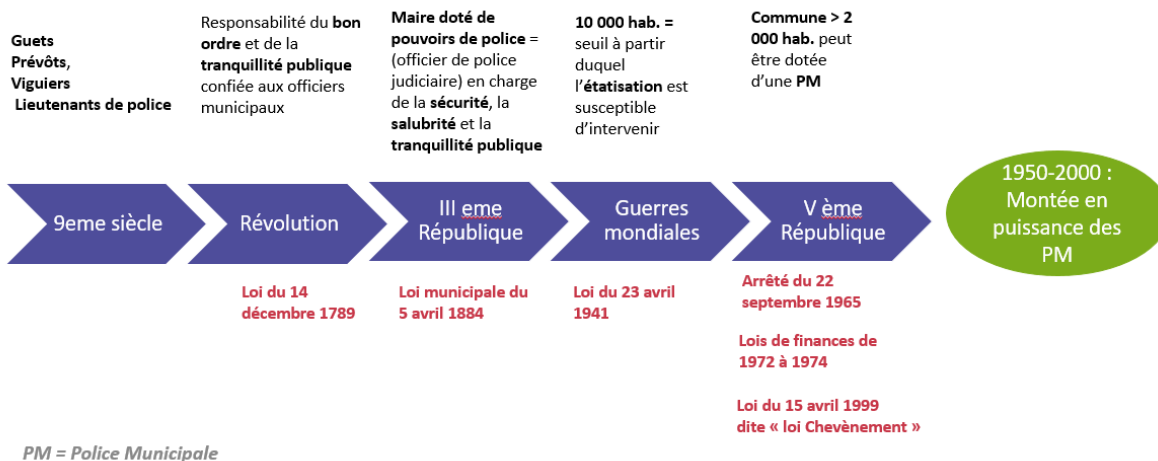 Guets
Prévôts,
Viguiers
Lieutenants de police
Responsabilité du bon
ordre et de la
tranquillité publique
confiée aux officiers
municipaux
Maire doté de
pouvoirs de police =
(officier de police
judiciaire) en charge
de la sécurité, la
salubrité et la
tranquillité publique
10 000 hab. =
seuil à partir
duquel
l’étatisation est
susceptible
d’intervenir
Commune > 2
000 hab. peut
être dotée
d’une PM
9eme siècle
Révolution
III eme
République
Guerres
mondiales
V ème
République
1950-2000 :
Montée en
puissance des
PM
Loi du 14
décembre 1789
Loi municipale du
5 avril 1884
Loi du 23 avril
1941
Arrêté du 22
septembre 1965
Lois de finances de
1972 à 1974
Loi du 15 avril 1999
dite « loi Chevènement »
PM = Police Municipale